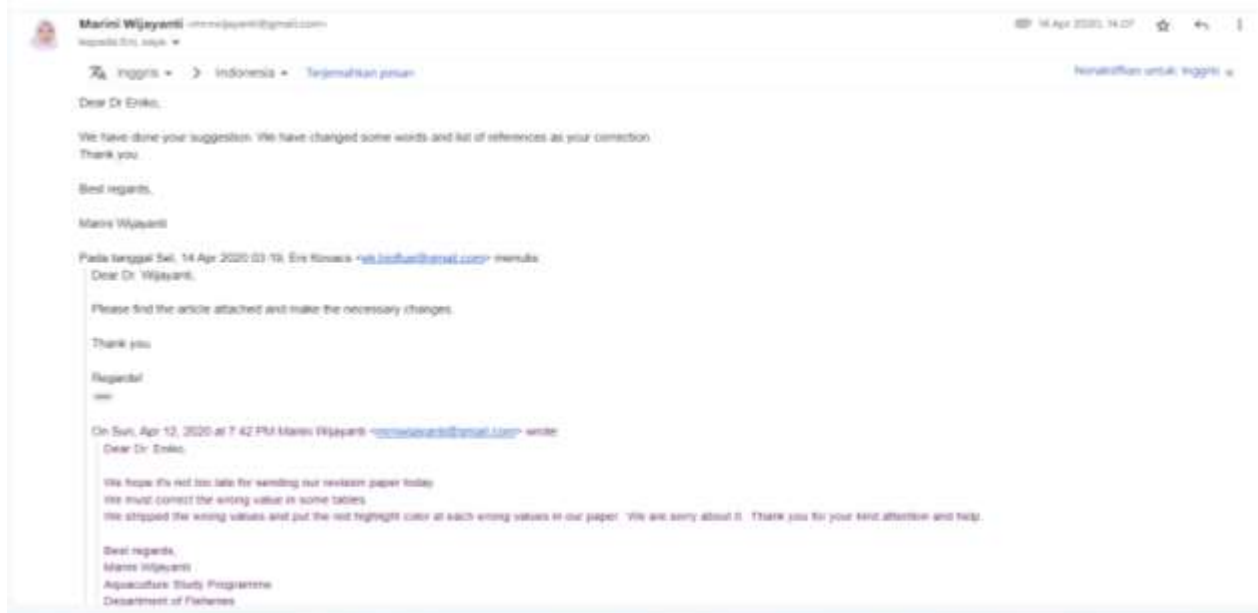 Marini Wijayanti
14 Apr 2020, 14.07
Inggris > Indonesia Terjemahkan pesan Nonaktifkan untuk: Inggris
Dear Dr Eniko,
We have done your suggestion. We have changed some words and list of references as your correction
Thank you
Best regards,
Marini Wijayanti
Pada tanggal Sel, 14 Apr 2020 03.19, Eni Kovacs menulis:
Dear Dr. Wijayanti,
Please find the article attached and make the necessary changes.
Thank you
Regards!
On Sun, Apr 12, 2020 at 7:42 PM Marini Wijayanti wrote:
Dear Dr. Eniko,
We hope it's not too late for sending our revision paper today
We must correct the wrong value in some tables.
We stripped the wrong values and put the red highlight color at each wrong values in our paper. We are sorry about it. Thank you for your kind attention and help.
Best regards,
Marini Wijayanti
Aquaculture Study Programme
Department of Fisheries